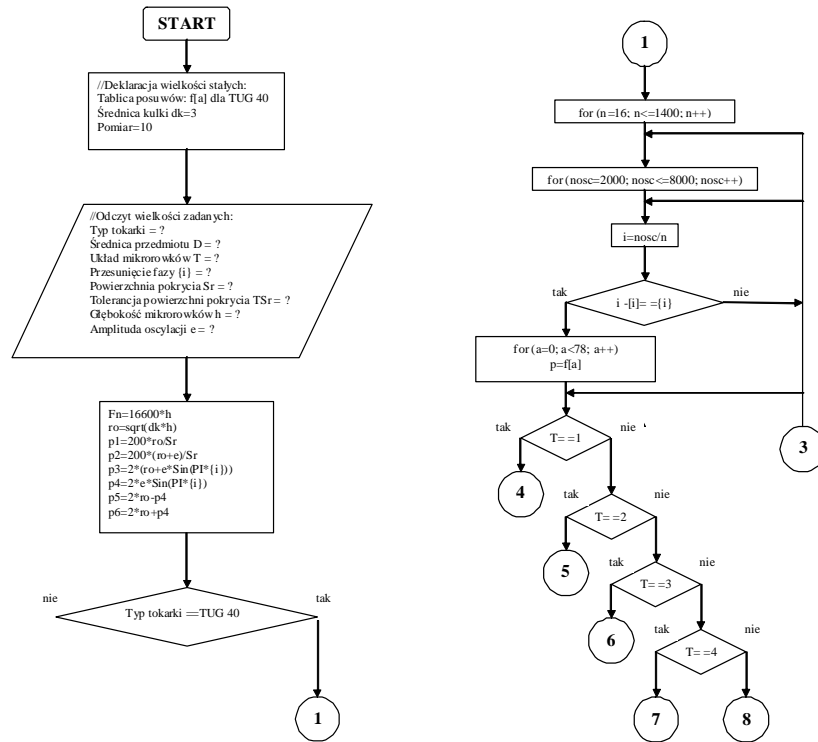 START
//Deklaracja wielkości stałych:
Tablica posuwów: f[a] dla TUG 40
Średnica kulki dk=3
Pomiar=10
//Odczyt wielkości zadanych:
Typ tokarki = ?
Średnica przedmiotu D = ?
Układ mikrorowków T = ?
Przesunięcie fazy {i} = ?
Powierzchnia pokrycia Sr = ?
Tolerancja powierzchni pokrycia TSr = ?
Głębokość mikrorowków h = ?
Amplituda oscylacji e = ?
Fn=16600*h
ro=sqrt(dk*h)
p1=200*ro/Sr
p2=200*(ro+e)/Sr
p3=2*(ro+e*Sin(PI*{i}))
p4=2*e*Sin(PI*{i})
p5=2*ro-p4
p6=2*ro+p4
nie
tak
Typ tokarki ==TUG 40
1
1
for (n=16; n<=1400; n++)
for (nosc=2000; nosc<=8000; nosc++)
i=nosc/n
tak
nie
i -[i]= ={i}
for (a=0; a<78; a++)
p=f[a]
tak
nie
T= =1
3
4
tak
nie
T= =2
5
tak
nie
T= =3
6
tak
nie
T= =4
7
8